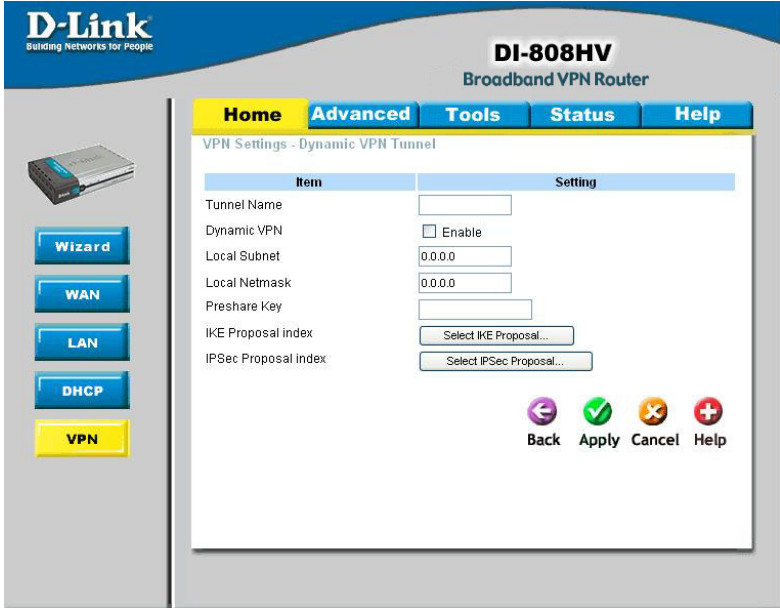 D-Link
Building Networks for People
DI-808HV
Broadband VPN Router
Home Advanced Tools Status Help
VPN Settings - Dynamic VPN Tunnel
Item Setting
Tunnel Name
Dynamic VPN Enable
Local Subnet 0.0.0.0
Local Netmask 0.0.0.0
Preshare Key
IKE Proposal index Select IKE Proposal...
IPSec Proposal index Select IPSec Proposal...
Wizard
WAN
LAN
DHCP
VPN
Back Apply Cancel Help